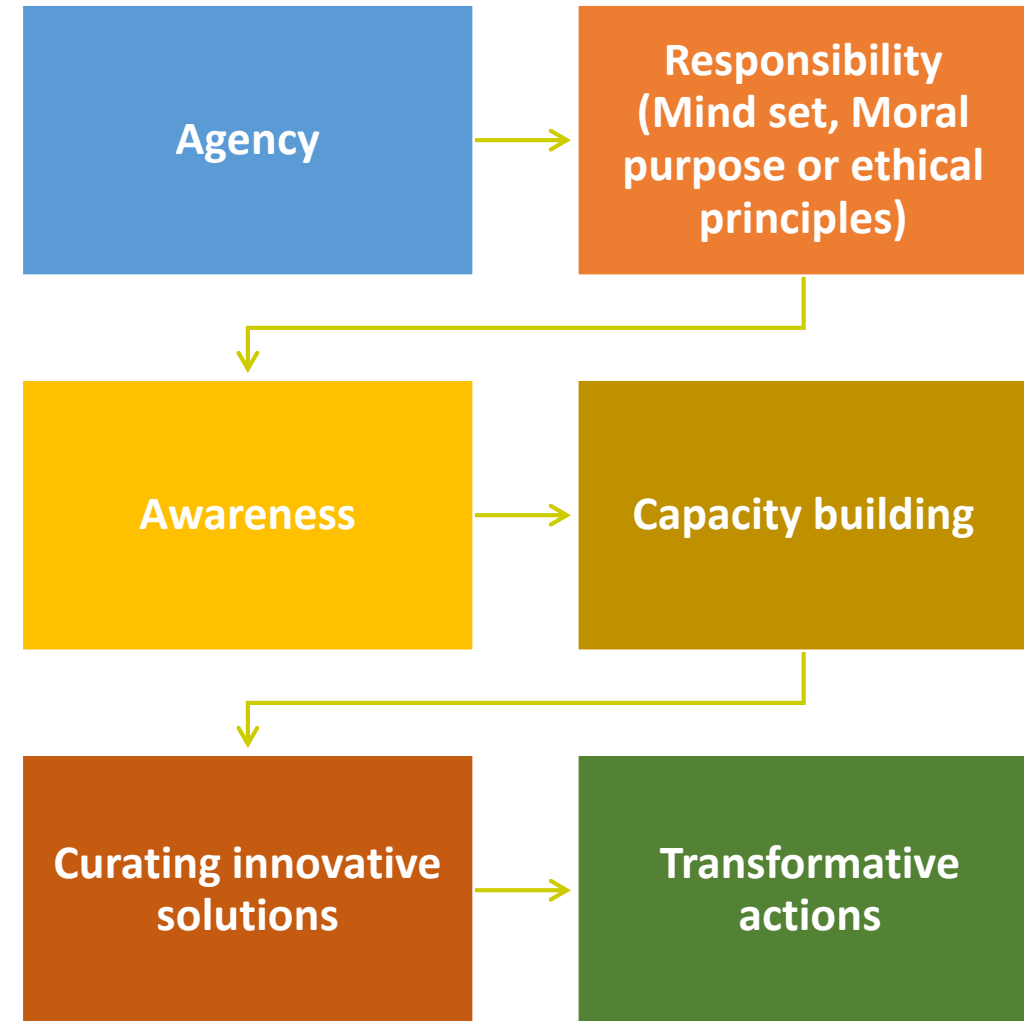 Agency
Responsibility
(Mind set, Moral
purpose or ethical
principles)
Awareness
Capacity building
Curating innovative
solutions
Transformative
actions